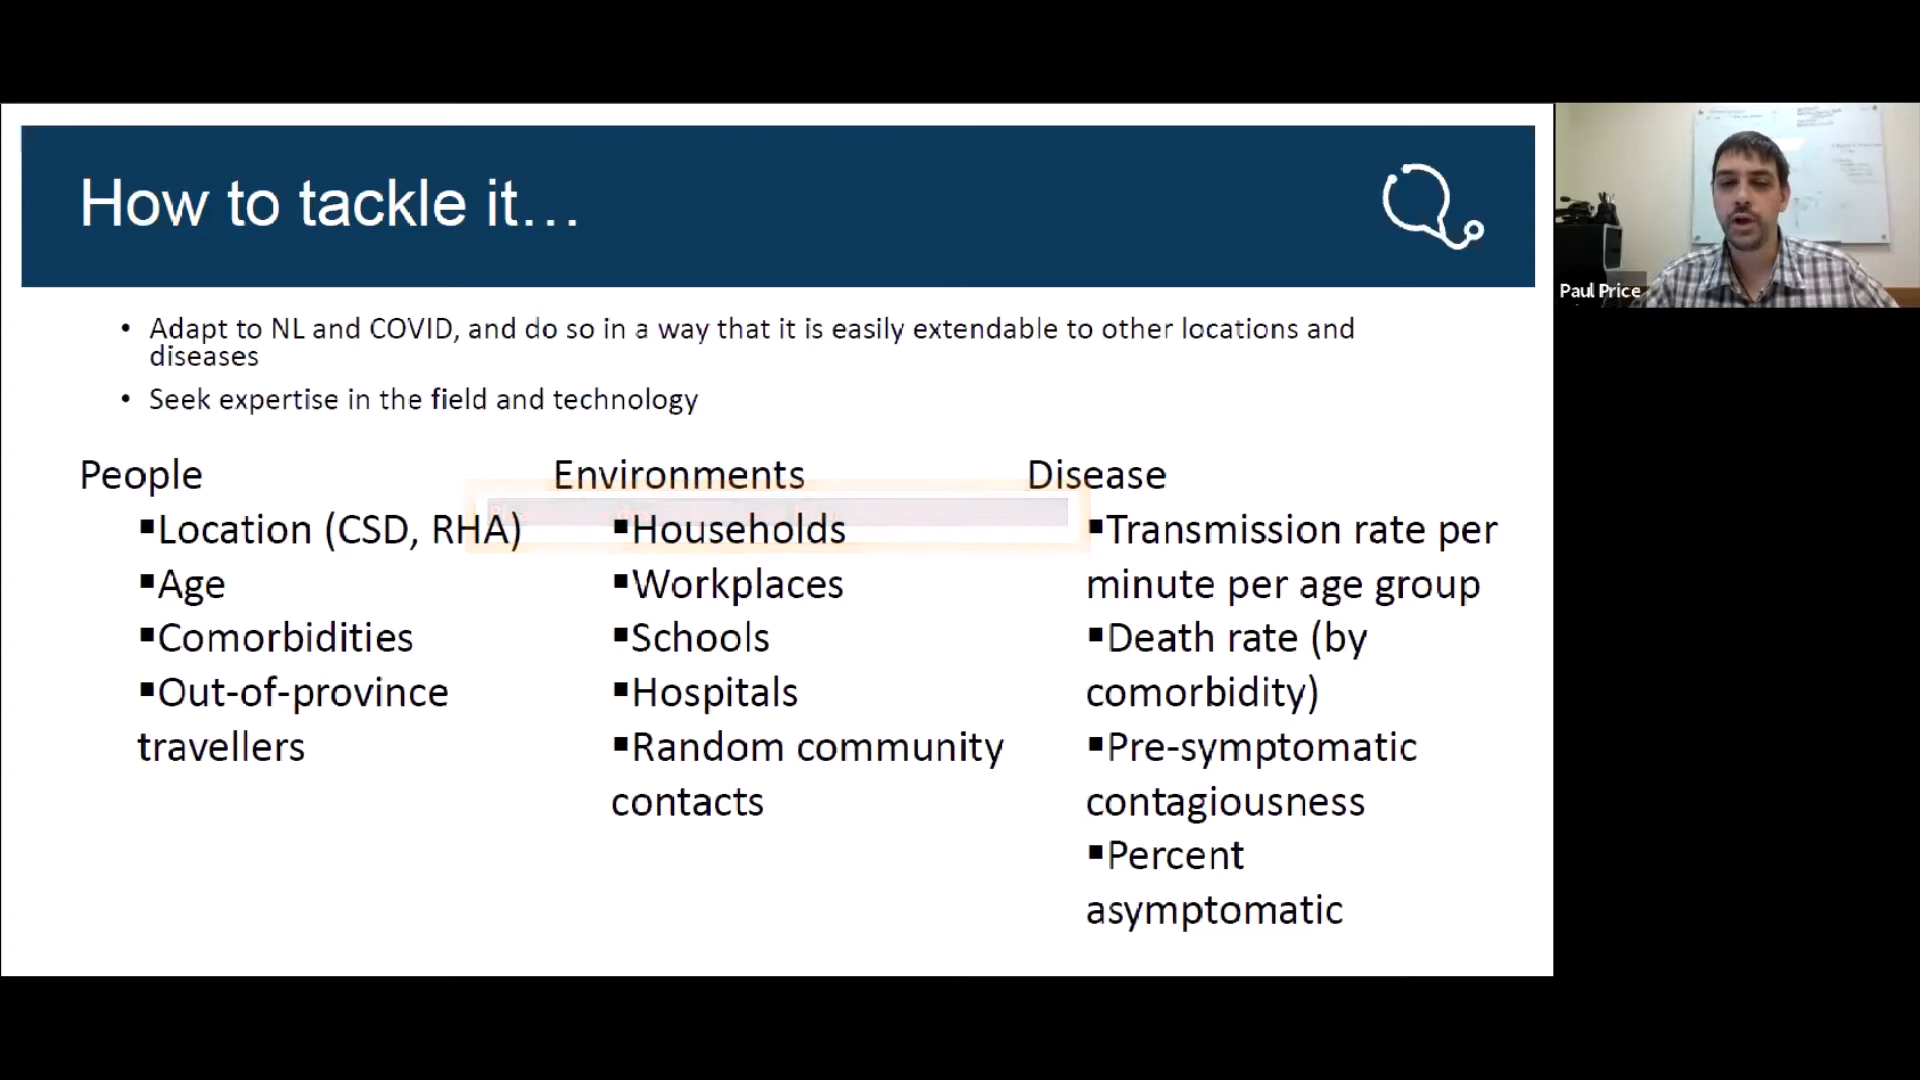 How to tackle it…
Paul Price
• Adapt to NL and COVID, and do so in a way that it is easily extendable to other locations and
diseases
• Seek expertise in the field and technology
People
▪Location (CSD, RHA)
▪Age
▪Comorbidities
▪Out-of-province
travellers
Environments
▪Households
▪Workplaces
▪Schools
▪Hospitals
▪Random community
contacts
Disease
▪Transmission rate per
minute per age group
▪Death rate (by
comorbidity)
▪Pre-symptomatic
contagiousness
▪Percent
asymptomatic